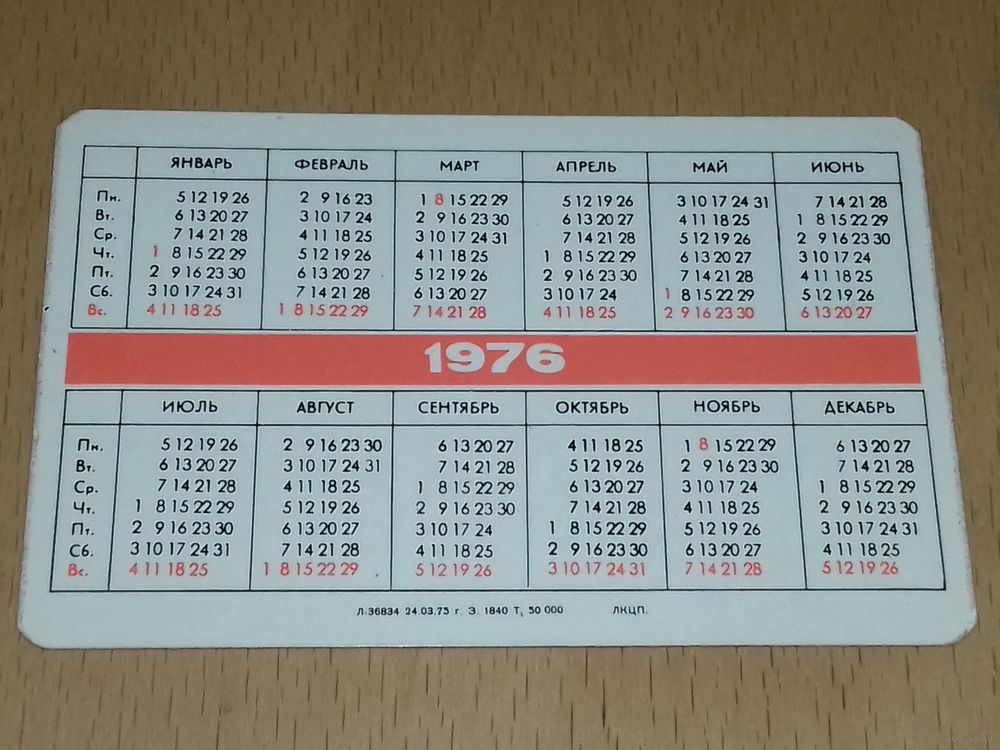 ЯНВАРЬ ФЕВРАЛЬ МАРТ АПРЕЛЬ МАЙ ИЮНЬ
Пн. 5 12 19 26 2 9 16 23 1 8 15 22 29 5 12 19 26 3 10 17 24 31 7 14 21 28
Вт. 6 13 20 27 3 10 17 24 2 9 16 23 30 6 13 20 27 4 11 18 25 1 8 15 22 29
Ср. 7 14 21 28 4 11 18 25 3 10 17 24 31 7 14 21 28 5 12 19 26 2 9 16 23 30
Чт. 1 8 15 22 29 5 12 19 26 4 11 18 25 1 8 15 22 29 6 13 20 27 3 10 17 24
Пт. 2 9 16 23 30 6 13 20 27 5 12 19 26 2 9 16 23 30 7 14 21 28 4 11 18 25
Сб. 3 10 17 24 31 7 14 21 28 6 13 20 27 3 10 17 24 1 8 15 22 29 5 12 19 26
Вс. 4 11 18 25 1 8 15 22 29 7 14 21 28 4 11 18 25 2 9 16 23 30 6 13 20 27
1976
ИЮЛЬ АВГУСТ СЕНТЯБРЬ ОКТЯБРЬ НОЯБРЬ ДЕКАБРЬ
Пн. 5 12 19 26 2 9 16 23 30 6 13 20 27 4 11 18 25 1 8 15 22 29 6 13 20 27
Вт. 6 13 20 27 3 10 17 24 31 7 14 21 28 5 12 19 26 2 9 16 23 30 7 14 21 28
Ср. 7 14 21 28 4 11 18 25 1 8 15 22 29 6 13 20 27 3 10 17 24 1 8 15 22 29
Чт. 1 8 15 22 29 5 12 19 26 2 9 16 23 30 7 14 21 28 4 11 18 25 2 9 16 23 30
Пт. 2 9 16 23 30 6 13 20 27 3 10 17 24 1 8 15 22 29 5 12 19 26 3 10 17 24 31
Сб. 3 10 17 24 31 7 14 21 28 4 11 18 25 2 9 16 23 30 6 13 20 27 4 11 18 25
Вс. 4 11 18 25 1 8 15 22 29 5 12 19 26 3 10 17 24 31 7 14 21 28 5 12 19 26
Л-36834 24.03.75 г. Э. 1840 Т. 50 000 ЛКЦП.